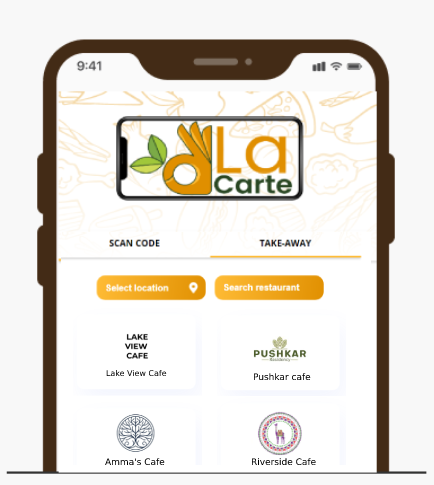 9:41
La
Carte
SCAN CODE TAKE-AWAY
Select location Search restaurant
LAKE
VIEW
CAFE
Lake View Cafe
PUSHKAR
Residency
Pushkar cafe
Amma's Cafe Riverside Cafe